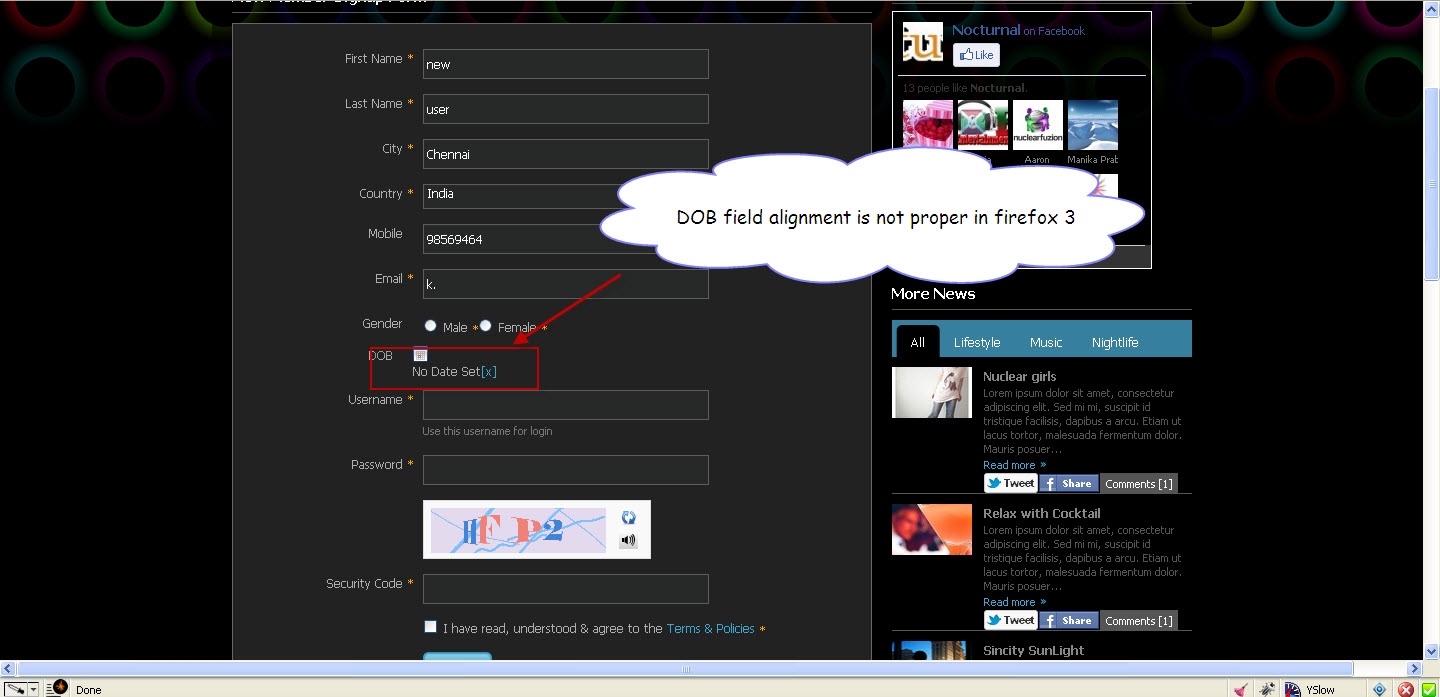 First Name *
new
Last Name *
user
City *
Chennai
Country *
India
Mobile
98569464
Email *
k.
Gender
Male * Female *
DOB
No Date Set[x]
Username *
Use this username for login
Password *
Security Code *
I have read, understood & agree to the Terms & Policies *
DOB field alignment is not proper in firefox 3
Nocturnal on Facebook
Like
13 people like Nocturnal.
Entertainment
nuclearfuzion
Aaron
Manika Prat
More News
All Lifestyle Music Nightlife
Nuclear girls
Lorem ipsum dolor sit amet, consectetur
adipiscing elit. Sed mi mi, suscipit id
tristique facilisis, dapibus a arcu. Etiam ut
lacus tortor, malesuada fermentum dolor.
Mauris posuer...
Read more »
Tweet Share Comments [1]
Relax with Cocktail
Lorem ipsum dolor sit amet, consectetur
adipiscing elit. Sed mi mi, suscipit id
tristique facilisis, dapibus a arcu. Etiam ut
lacus tortor, malesuada fermentum dolor.
Mauris posuer...
Read more »
Tweet Share Comments [1]
Sincity SunLight
Done
YSlow